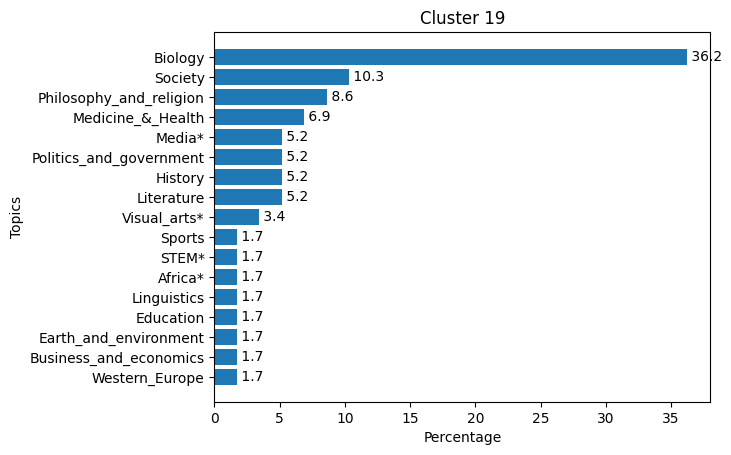 Cluster 19
Biology 36.2
Society 10.3
Philosophy_and_religion 8.6
Medicine_&_Health 6.9
Media* 5.2
Politics_and_government 5.2
History 5.2
Literature 5.2
Visual_arts* 3.4
Sports 1.7
STEM* 1.7
Africa* 1.7
Linguistics 1.7
Education 1.7
Earth_and_environment 1.7
Business_and_economics 1.7
Western_Europe 1.7
Topics
0 5 10 15 20 25 30 35
Percentage